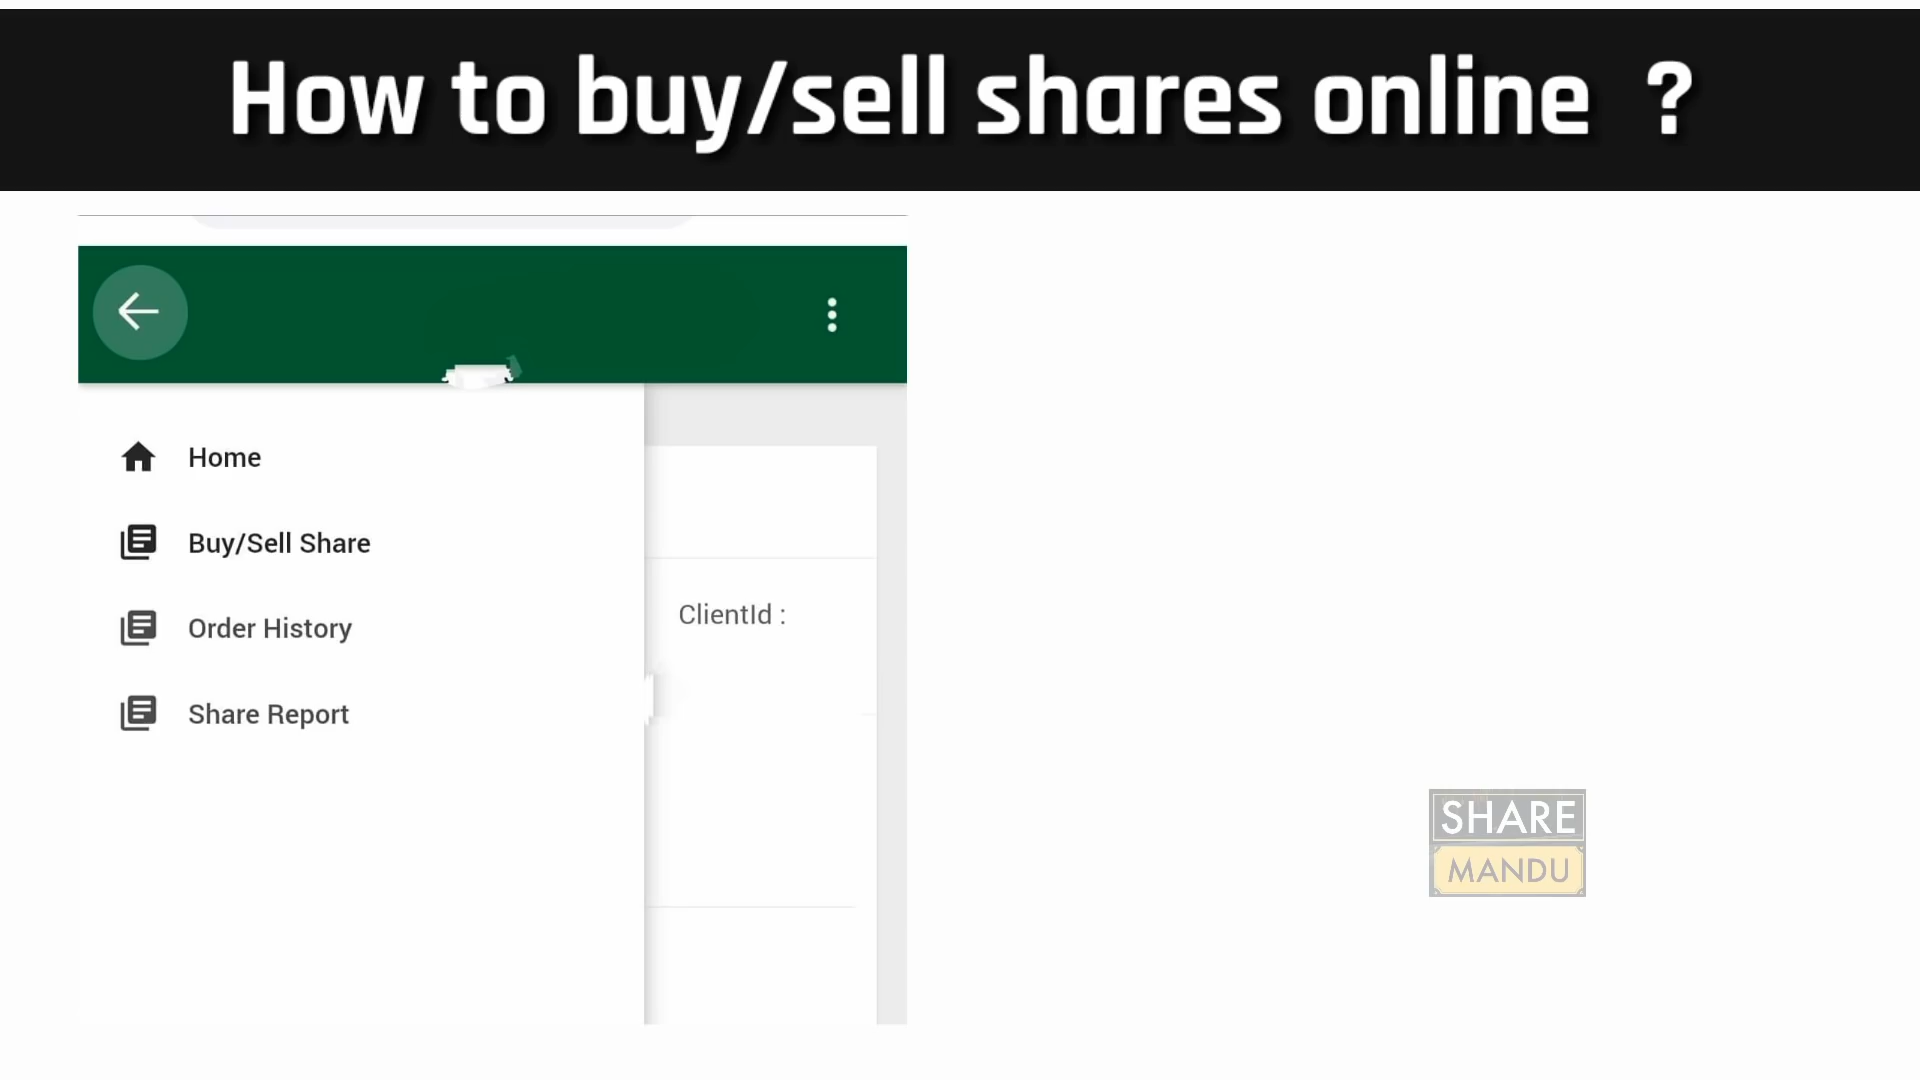 How to buy/sell shares online ?
Home
Buy/Sell Share
Order History
Share Report
ClientId :
SHARE
MANDU